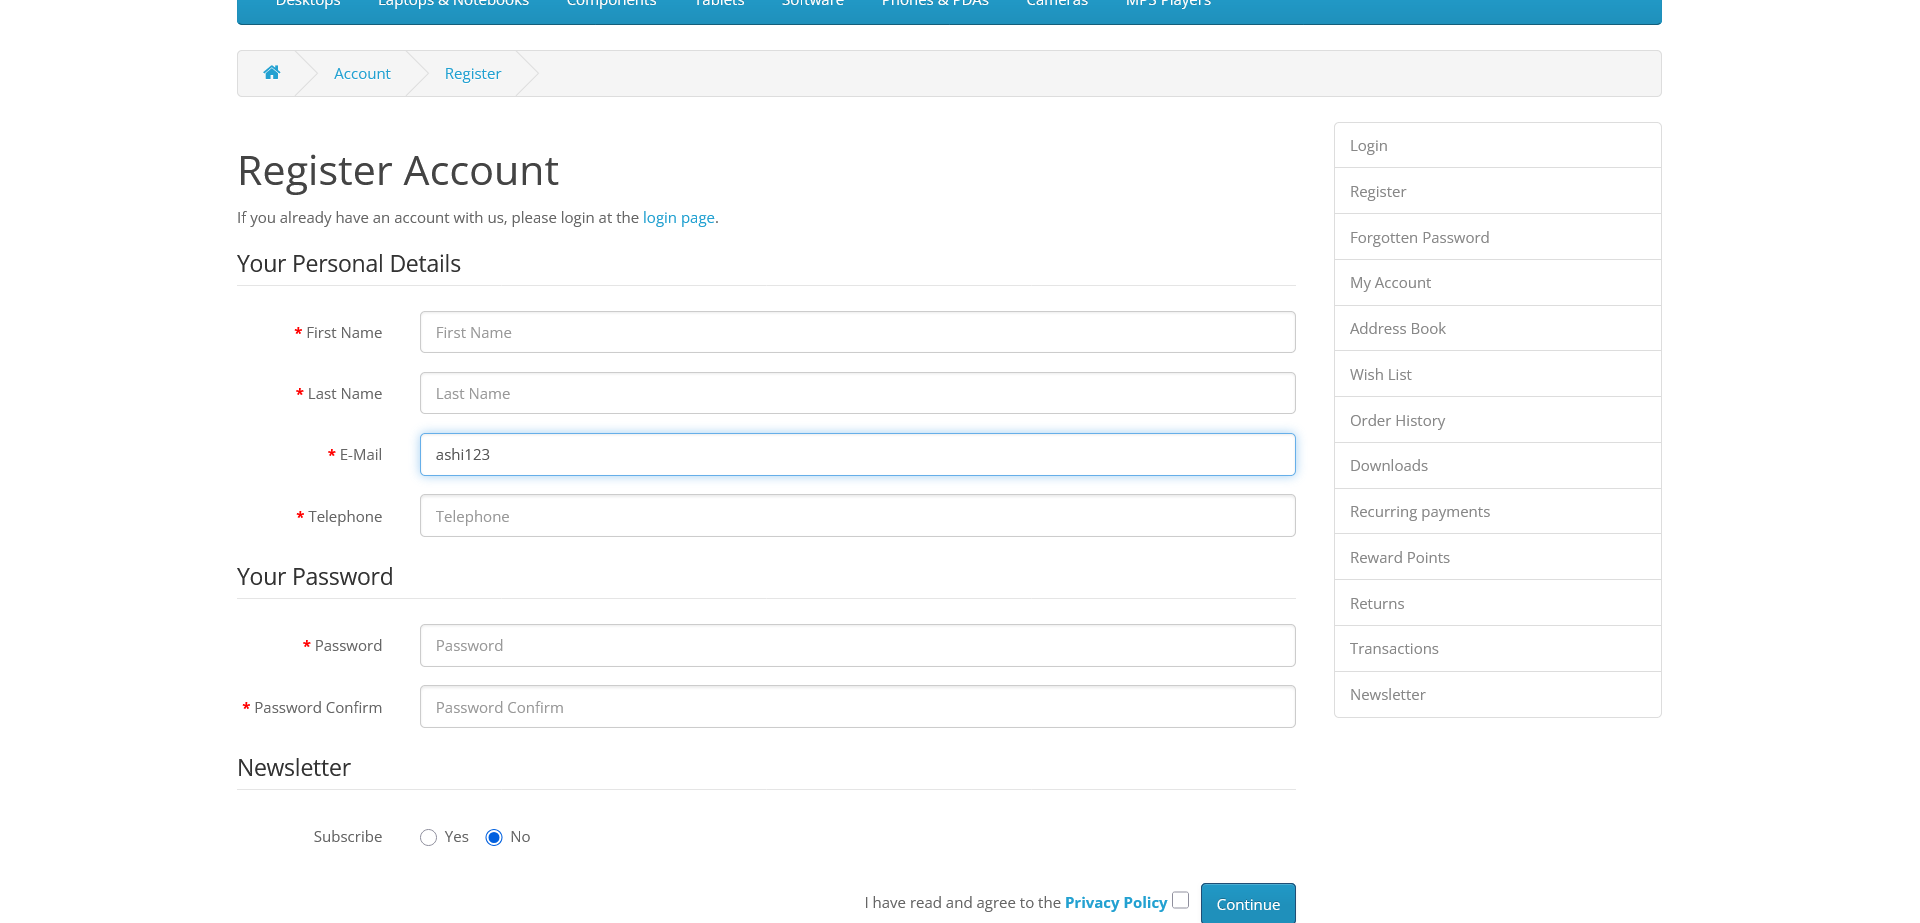 Desktops Laptops & Notebooks Components Tablets Software Phones & PDAs Cameras MP3 Players
Account Register
Register Account
If you already have an account with us, please login at the login page.
Your Personal Details
* First Name First Name
* Last Name Last Name
* E-Mail ashi123
* Telephone Telephone
Your Password
* Password Password
* Password Confirm Password Confirm
Newsletter
Subscribe Yes No
I have read and agree to the Privacy Policy Continue
Login
Register
Forgotten Password
My Account
Address Book
Wish List
Order History
Downloads
Recurring payments
Reward Points
Returns
Transactions
Newsletter